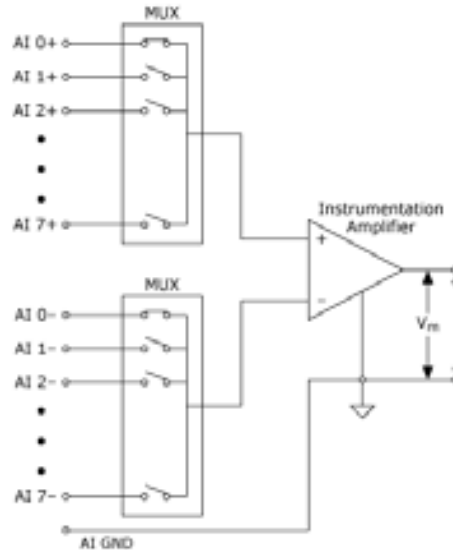 MUX
AI 0+
AI 1+
AI 2+
AI 7+
Instrumentation
Amplifier
+
−
MUX
Vm
AI 0−
AI 1−
AI 2−
AI 7−
AI GND